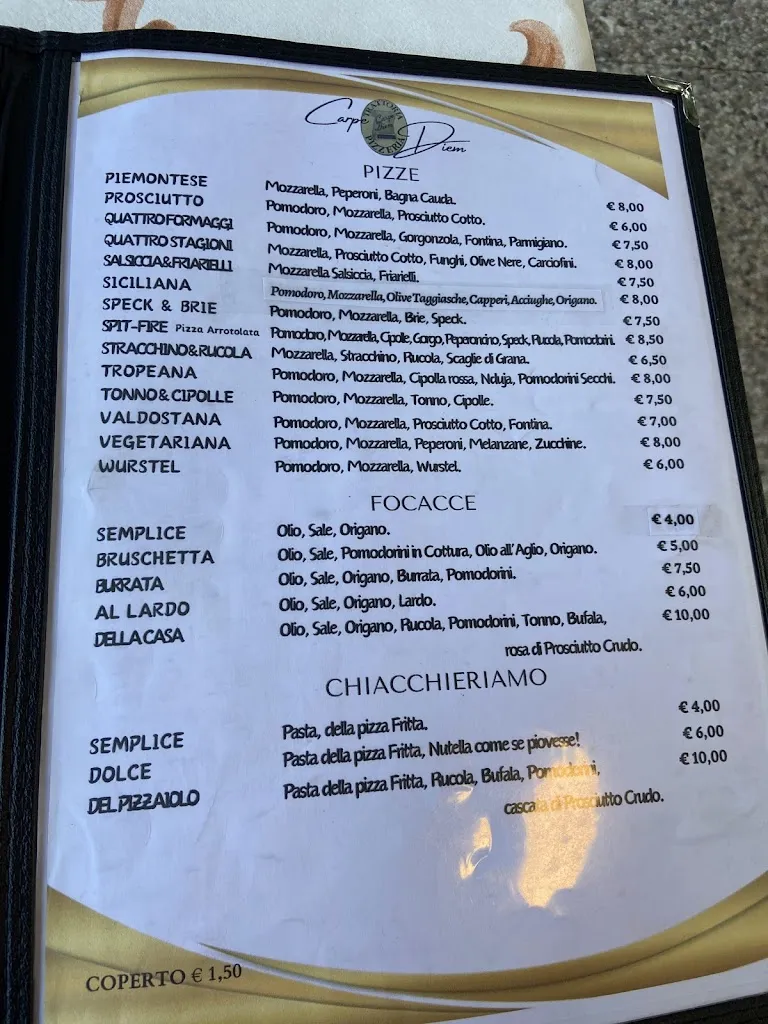 Carpe Diem
TRATTORIA PIZZERIA
PIZZE
PIEMONTESE Mozzarella, Peperoni, Bagna Cauda. € 8,00
PROSCIUTTO Pomodoro, Mozzarella, Prosciutto Cotto. € 6,00
QUATTRO FORMAGGI Pomodoro, Mozzarella, Gorgonzola, Fontina, Parmigiano. € 7,50
QUATTRO STAGIONI Mozzarella, Prosciutto Cotto, Funghi, Olive Nere, Carciofini. € 8,00
SALSICCIA&FRIARIELLI Mozzarella Salsiccia, Friarielli. € 7,50
SICILIANA Pomodoro, Mozzarella, Olive Taggiasche, Capperi, Acciughe, Origano. € 8,00
SPECK & BRIE Pomodoro, Mozzarella, Brie, Speck. € 7,50
SPIT-FIRE Pizza Arrotolata Pomodoro, Mozzarella, Cipolle, Gorgo, Peperoncino, Speck, Rucola, Pomodorini. € 8,50
STRACCHINO&RUCOLA Mozzarella, Stracchino, Rucola, Scaglie di Grana. € 6,50
TROPEANA Pomodoro, Mozzarella, Cipolla rossa, Nduja, Pomodorini Secchi. € 8,00
TONNO&CIPOLLE Pomodoro, Mozzarella, Tonno, Cipolle. € 7,50
VALDOSTANA Pomodoro, Mozzarella, Prosciutto Cotto, Fontina. € 7,00
VEGETARIANA Pomodoro, Mozzarella, Peperoni, Melanzane, Zucchine. € 8,00
WURSTEL Pomodoro, Mozzarella, Wurstel. € 6,00
FOCACCE
SEMPLICE Olio, Sale, Origano. € 4,00
BRUSCHETTA Olio, Sale, Pomodorini in Cottura, Olio all'Aglio, Origano. € 5,00
BURRATA Olio, Sale, Origano, Burrata, Pomodorini. € 7,50
AL LARDO Olio, Sale, Origano, Lardo. € 6,00
DELLA CASA Olio, Sale, Origano, Rucola, Pomodorini, Tonno, Bufala, € 10,00
rosa di Prosciutto Crudo.
CHIACCHIERIAMO
SEMPLICE Pasta, della pizza Fritta. € 4,00
DOLCE Pasta della pizza Fritta, Nutella come se piovesse! € 6,00
DEL PIZZAIOLO Pasta della pizza Fritta, Rucola, Bufala, Pomodorini, € 10,00
cascata di Prosciutto Crudo.
COPERTO € 1,50